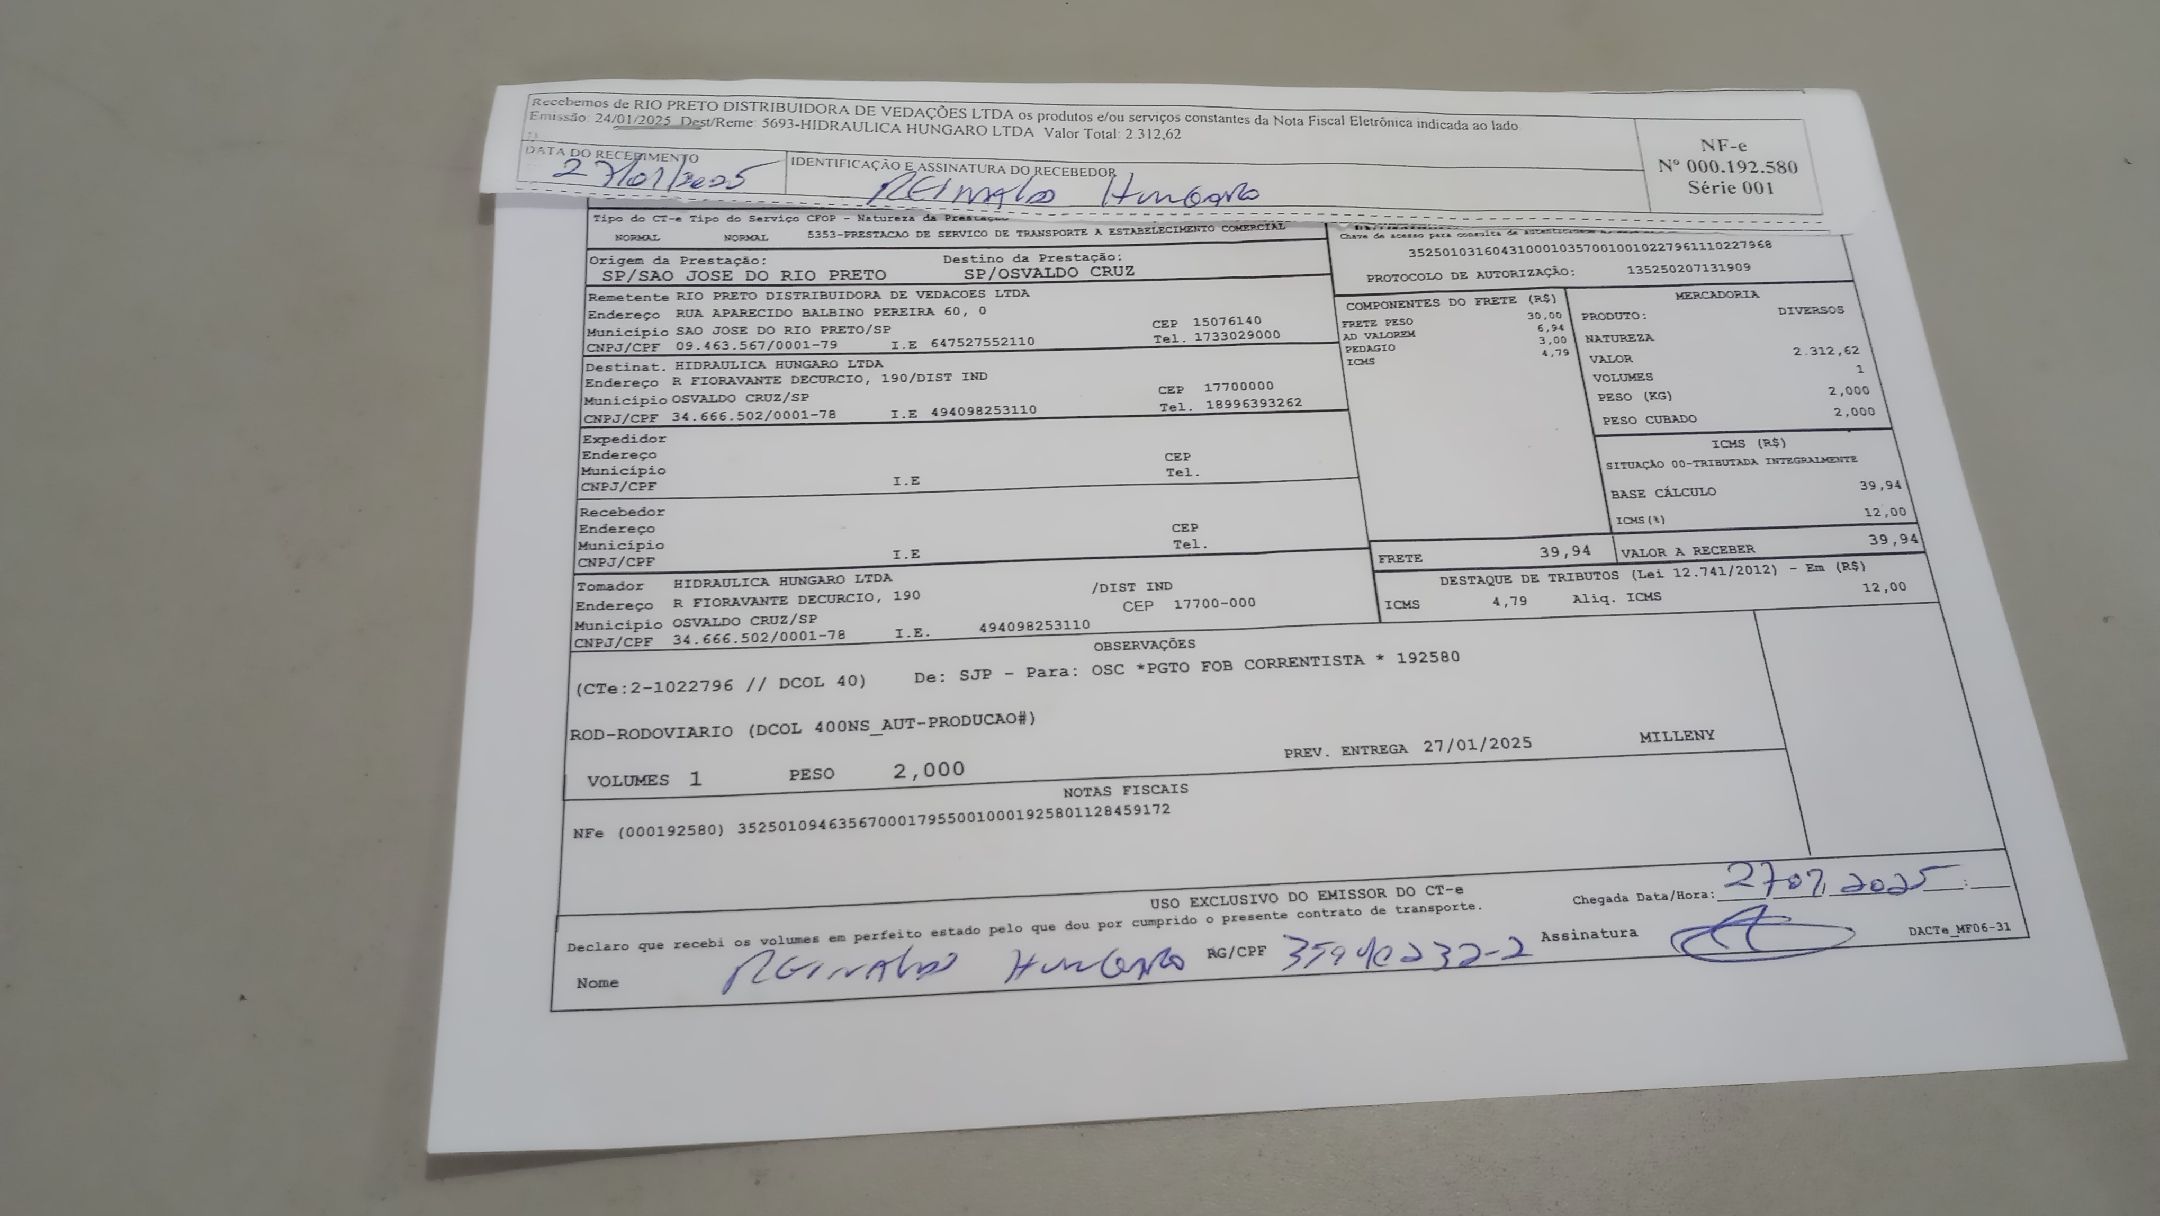 Recebemos de RIO PRETO DISTRIBUIDORA DE VEDAÇÕES LTDA os produtos e/ou serviços constantes da Nota Fiscal Eletrônica indicada ao lado.
Emissão: 24/01/2025 Dest/Reme: 5693-HIDRAULICA HUNGARO LTDA Valor Total: 2.312,62
DATA DO RECEBIMENTO
27/01/2025
IDENTIFICAÇÃO E ASSINATURA DO RECEBEDOR
REINALDO HUNGARO
NF-e
Nº 000.192.580
Série 001
Tipo do CT-e Tipo do Serviço CFOP - Natureza da Prestação
NORMAL NORMAL 5353-PRESTACAO DE SERVICO DE TRANSPORTE A ESTABELECIMENTO COMERCIAL
Chave de acesso para consulta de autenticidade
35250103160431000103570010010227961110227968
PROTOCOLO DE AUTORIZAÇÃO: 135250207131909
Origem da Prestação: Destino da Prestação:
SP/SAO JOSE DO RIO PRETO SP/OSVALDO CRUZ
Remetente RIO PRETO DISTRIBUIDORA DE VEDACOES LTDA
Endereço RUA APARECIDO BALBINO PEREIRA 60, 0
Município SAO JOSE DO RIO PRETO/SP CEP 15076140
CNPJ/CPF 09.463.567/0001-79 I.E 647527552110 Tel. 1733029000
Destinat. HIDRAULICA HUNGARO LTDA
Endereço R FIORAVANTE DECURCIO, 190/DIST IND
Município OSVALDO CRUZ/SP CEP 17700000
CNPJ/CPF 34.666.502/0001-78 I.E 494098253110 Tel. 18996393262
Expedidor
Endereço
Município CEP
CNPJ/CPF I.E Tel.
Recebedor
Endereço
Município CEP
CNPJ/CPF I.E Tel.
Tomador HIDRAULICA HUNGARO LTDA
Endereço R FIORAVANTE DECURCIO, 190 /DIST IND
Município OSVALDO CRUZ/SP CEP 17700-000
CNPJ/CPF 34.666.502/0001-78 I.E. 494098253110
COMPONENTES DO FRETE (R$)
FRETE PESO 30,00
AD VALOREM 6,94
PEDAGIO 3,00
ICMS 4,79
MERCADORIA
PRODUTO: DIVERSOS
NATUREZA
VALOR 2.312,62
VOLUMES 1
PESO (KG) 2,000
PESO CUBADO 2,000
ICMS (R$)
SITUAÇÃO 00-TRIBUTADA INTEGRALMENTE
BASE CÁLCULO 39,94
ICMS(%) 12,00
FRETE 39,94 VALOR A RECEBER 39,94
DESTAQUE DE TRIBUTOS (Lei 12.741/2012) - Em (R$)
ICMS 4,79 Aliq. ICMS 12,00
OBSERVAÇÕES
(CTe:2-1022796 // DCOL 40) De: SJP - Para: OSC *PGTO FOB CORRENTISTA * 192580
ROD-RODOVIARIO (DCOL 400NS_AUT-PRODUCAO#)
VOLUMES 1 PESO 2,000 PREV. ENTREGA 27/01/2025 MILLENY
NOTAS FISCAIS
NFe (000192580) 35250109463567000179550010001925801128459172
USO EXCLUSIVO DO EMISSOR DO CT-e
Declaro que recebi os volumes em perfeito estado pelo que dou por cumprido o presente contrato de transporte.
Chegada Data/Hora: 27 01, 2025 :
Nome REINALDO HUNGARO RG/CPF 35940232-2 Assinatura
DACTe_MF06-31